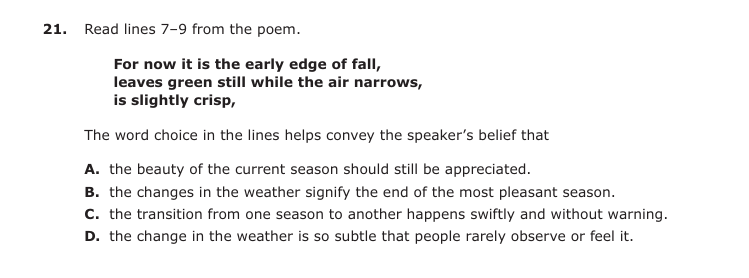 21. Read lines 7–9 from the poem.
For now it is the early edge of fall,
leaves green still while the air narrows,
is slightly crisp,
The word choice in the lines helps convey the speaker’s belief that
A. the beauty of the current season should still be appreciated.
B. the changes in the weather signify the end of the most pleasant season.
C. the transition from one season to another happens swiftly and without warning.
D. the change in the weather is so subtle that people rarely observe or feel it.